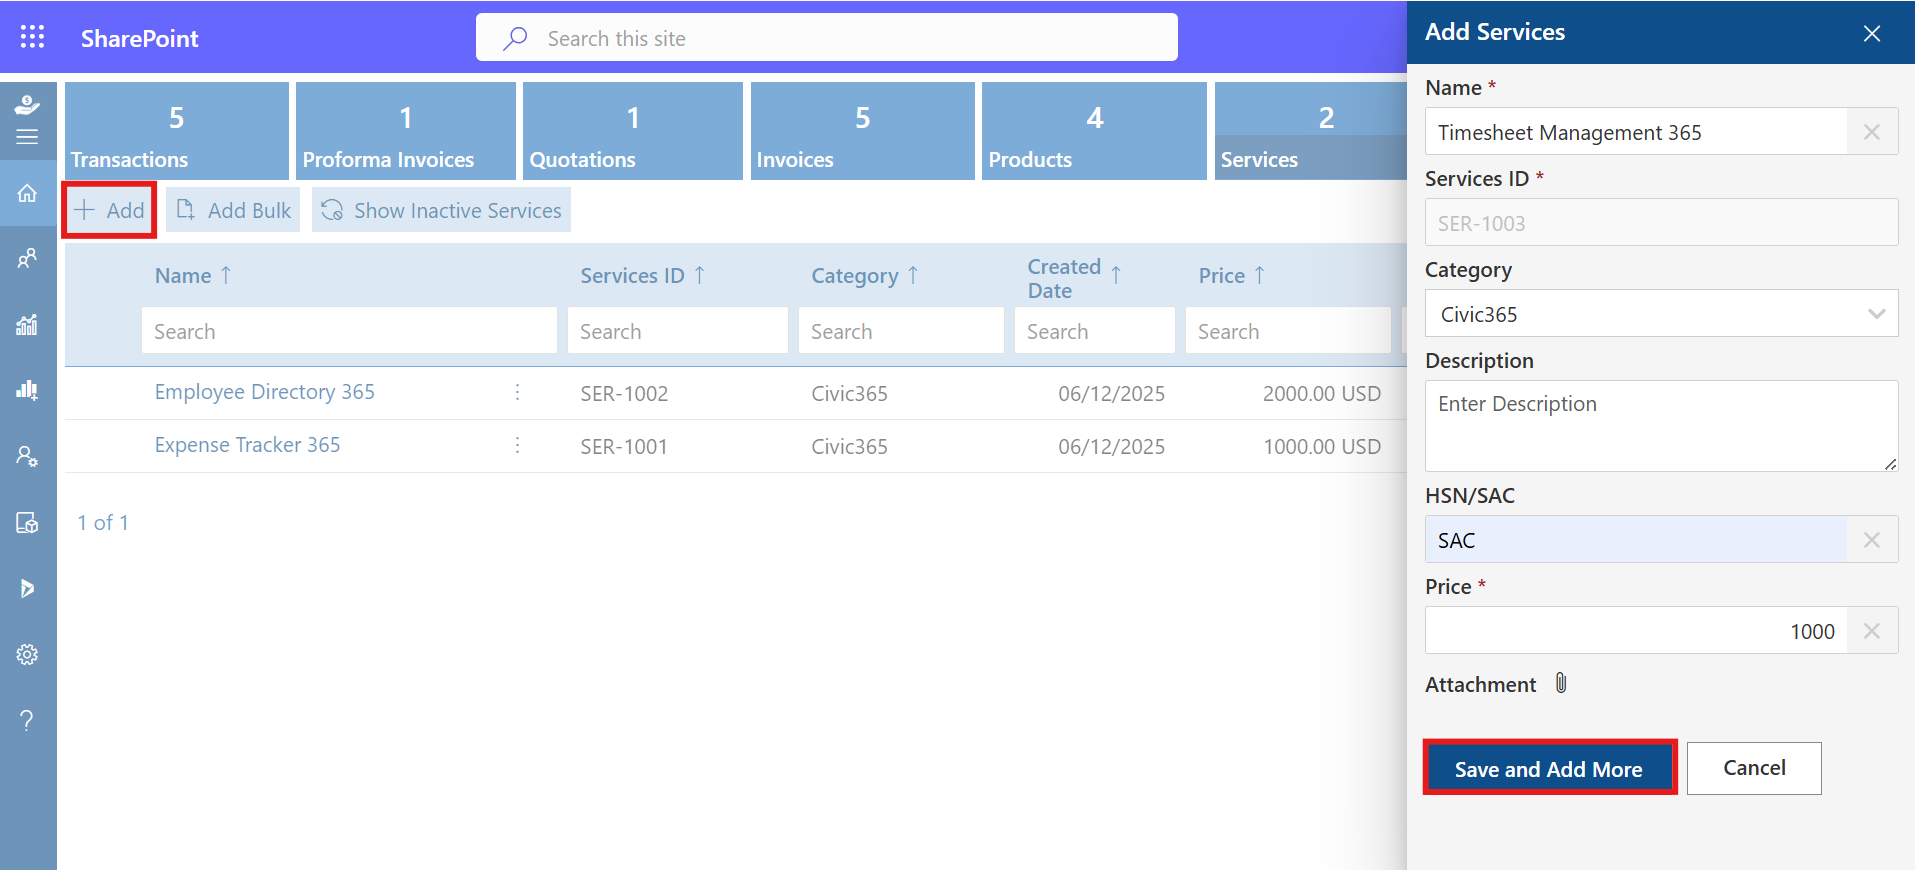 SharePoint
Search this site
5
Transactions
1
Proforma Invoices
1
Quotations
5
Invoices
4
Products
2
Services
Add
Add Bulk
Show Inactive Services
Name ↑ Services ID ↑ Category ↑ Created Date ↑ Price ↑
Search Search Search Search Search
Employee Directory 365 SER-1002 Civic365 06/12/2025 2000.00 USD
Expense Tracker 365 SER-1001 Civic365 06/12/2025 1000.00 USD
1 of 1
Add Services
Name *
Timesheet Management 365
Services ID *
SER-1003
Category
Civic365
Description
Enter Description
HSN/SAC
SAC
Price *
1000
Attachment
Save and Add More
Cancel